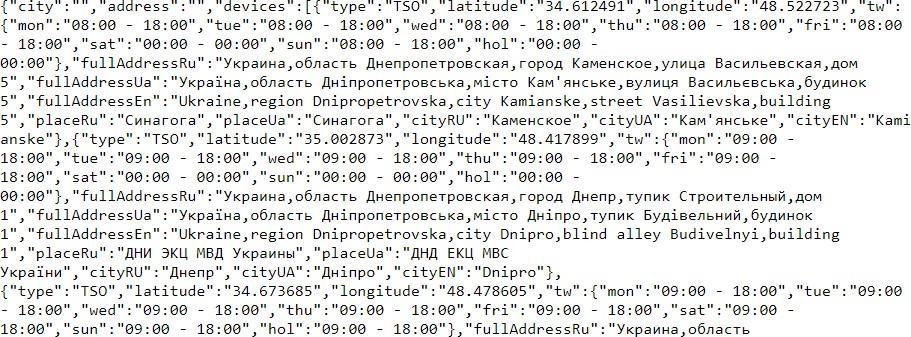 {"city":"","address":"","devices":[{"type":"TSO","latitude":"34.612491","longitude":"48.522723","tw":
{"mon":"08:00 - 18:00","tue":"08:00 - 18:00","wed":"08:00 - 18:00","thu":"08:00 - 18:00","fri":"08:00
- 18:00","sat":"00:00 - 00:00","sun":"08:00 - 18:00","hol":"00:00 -
00:00"},"fullAddressRu":"Украина,область Днепропетровская,город Каменское,улица Васильевская,дом
5","fullAddressUa":"Україна,область Дніпропетровська,місто Кам'янське,вулиця Васильєвська,будинок
5","fullAddressEn":"Ukraine,region Dnipropetrovska,city Kamianske,street Vasilievska,building
5","placeRu":"Синагога","placeUa":"Синагога","cityRU":"Каменское","cityUA":"Кам'янське","cityEN":"Kami
anske"},{"type":"TSO","latitude":"35.002873","longitude":"48.417899","tw":{"mon":"09:00 -
18:00","tue":"09:00 - 18:00","wed":"09:00 - 18:00","thu":"09:00 - 18:00","fri":"09:00 -
18:00","sat":"00:00 - 00:00","sun":"00:00 - 00:00","hol":"00:00 -
00:00"},"fullAddressRu":"Украина,область Днепропетровская,город Днепр,тупик Строительный,дом
1","fullAddressUa":"Україна,область Дніпропетровська,місто Дніпро,тупик Будівельний,будинок
1","fullAddressEn":"Ukraine,region Dnipropetrovska,city Dnipro,blind alley Budivelnyi,building
1","placeRu":"ДНИ ЭКЦ МВД Украины","placeUa":"ДНД ЕКЦ МВС
України","cityRU":"Днепр","cityUA":"Дніпро","cityEN":"Dnipro"},
{"type":"TSO","latitude":"34.673685","longitude":"48.478605","tw":{"mon":"09:00 - 18:00","tue":"09:00
- 18:00","wed":"09:00 - 18:00","thu":"09:00 - 18:00","fri":"09:00 - 18:00","sat":"09:00 -
18:00","sun":"09:00 - 18:00","hol":"09:00 - 18:00"},"fullAddressRu":"Украина,область